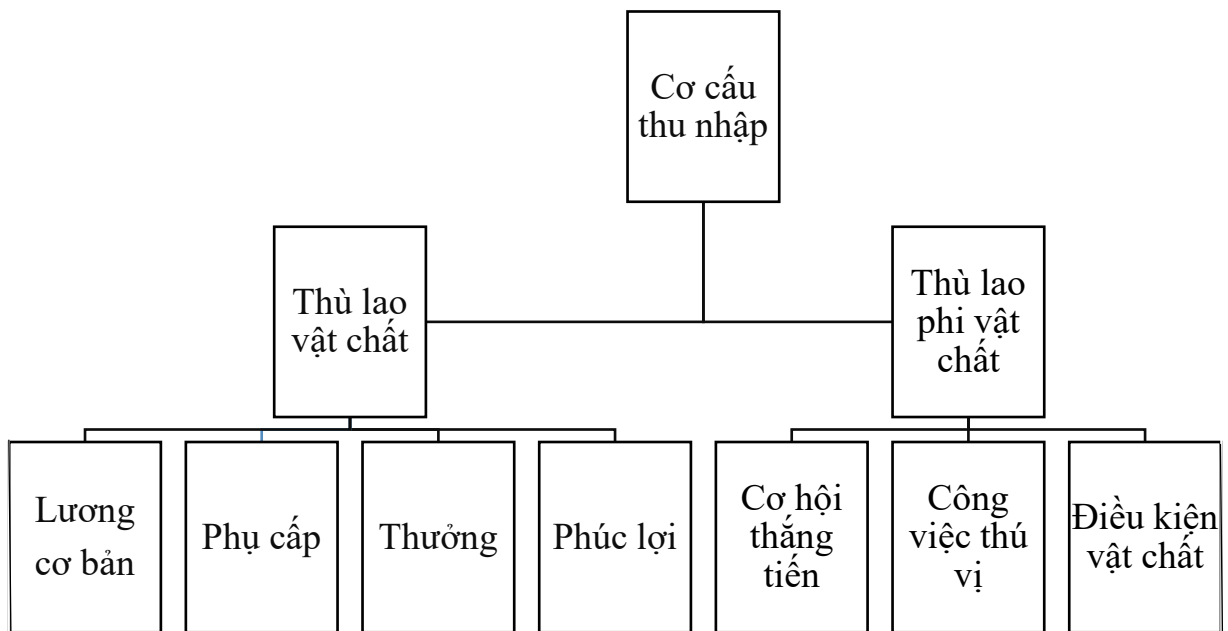 Cơ cấu
thu nhập
Thù lao
vật chất
Thù lao
phi vật
chất
Lương
cơ bản
Phụ cấp
Thưởng
Phúc lợi
Cơ hội
thắng
tiến
Công
việc thú
vị
Điều kiện
vật chất